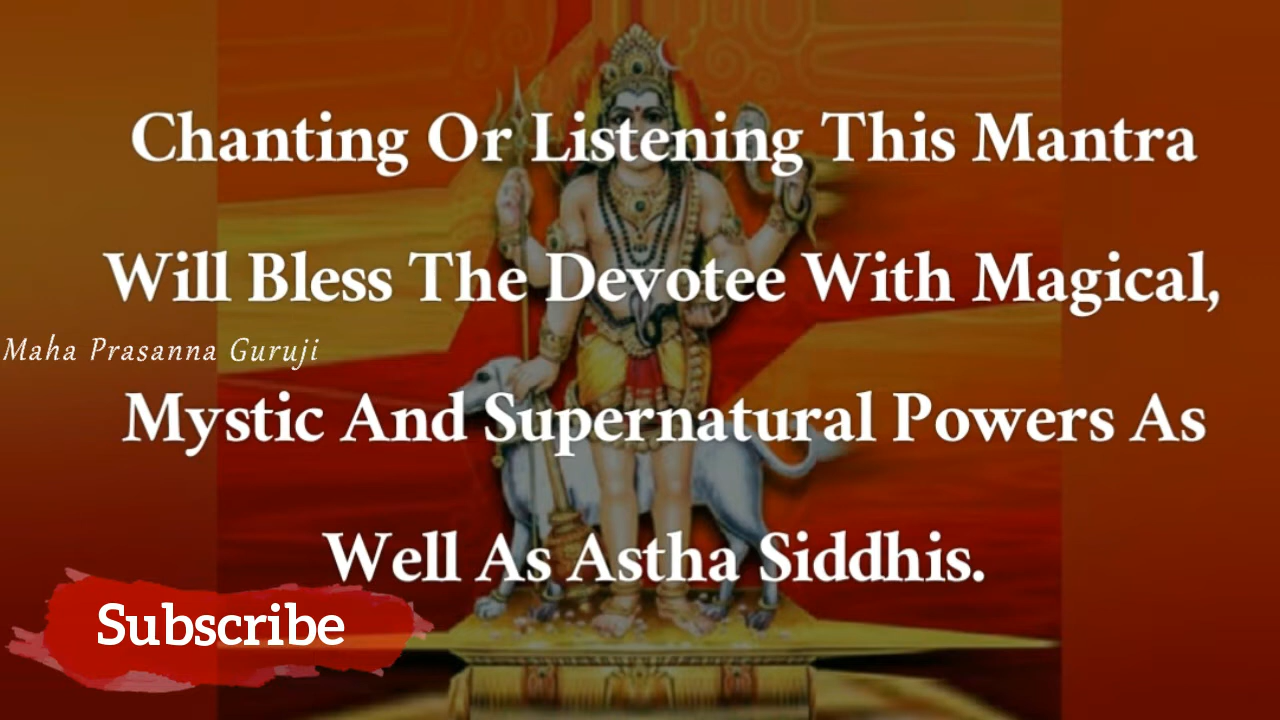 Chanting Or Listening This Mantra
Will Bless The Devotee With Magical,
Maha Prasanna Guruji
Mystic And Supernatural Powers As
Well As Astha Siddhis.
Subscribe